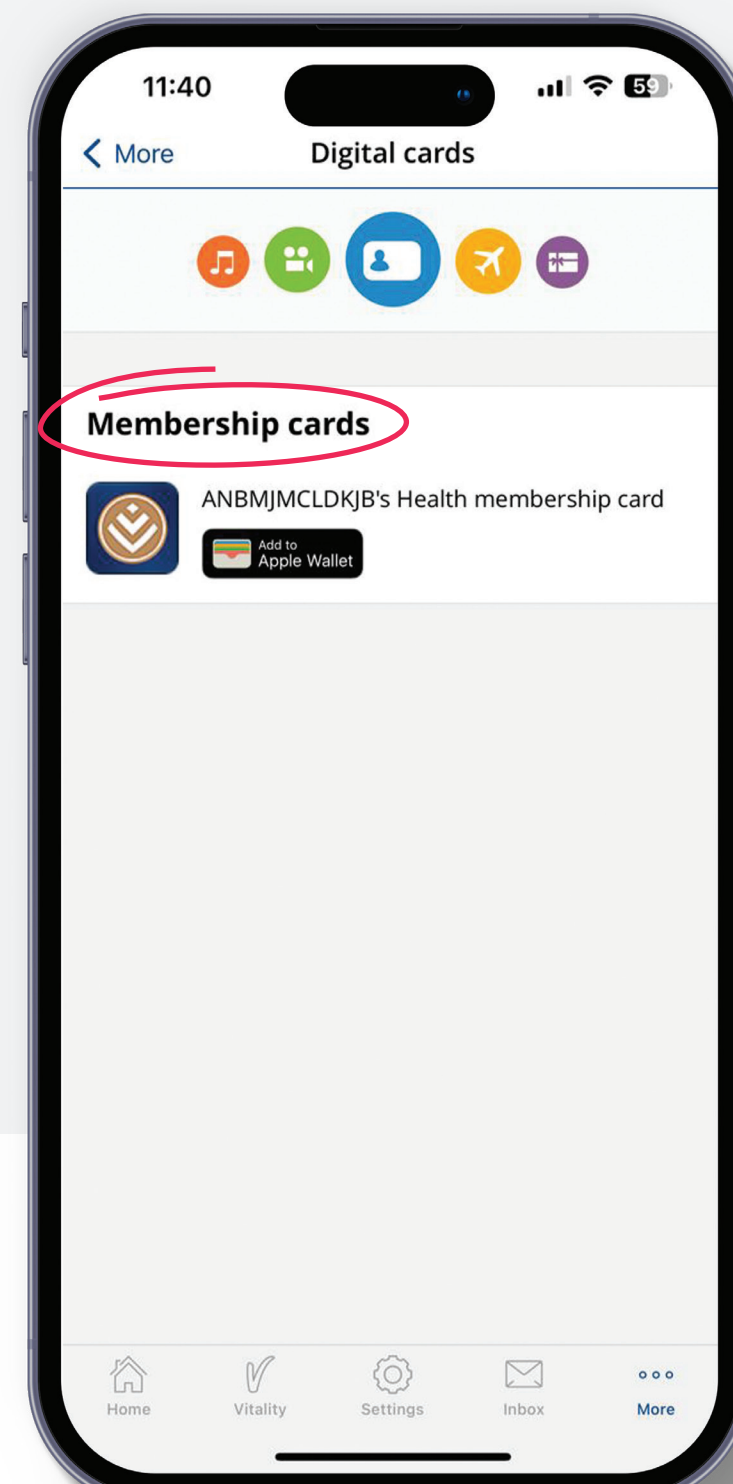 11:40
59
More
Digital cards
Membership cards
ANBMJMCLDKJB's Health membership card
Add to
Apple Wallet
Home
Vitality
Settings
Inbox
More